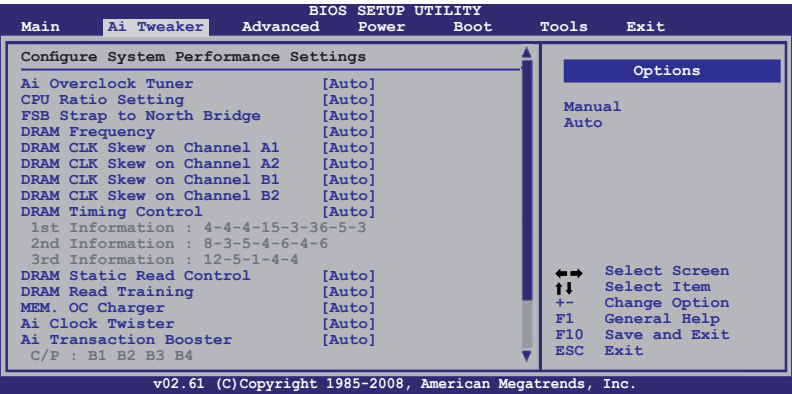 BIOS SETUP UTILITY
Main Ai Tweaker Advanced Power Boot Tools Exit
Configure System Performance Settings
Ai Overclock Tuner [Auto]
CPU Ratio Setting [Auto]
FSB Strap to North Bridge [Auto]
DRAM Frequency [Auto]
DRAM CLK Skew on Channel A1 [Auto]
DRAM CLK Skew on Channel A2 [Auto]
DRAM CLK Skew on Channel B1 [Auto]
DRAM CLK Skew on Channel B2 [Auto]
DRAM Timing Control [Auto]
1st Information : 4-4-4-15-3-36-5-3
2nd Information : 8-3-5-4-6-4-6
3rd Information : 12-5-1-4-4
DRAM Static Read Control [Auto]
DRAM Read Training [Auto]
MEM. OC Charger [Auto]
Ai Clock Twister [Auto]
Ai Transaction Booster [Auto]
C/P : B1 B2 B3 B4
Options
Manual
Auto
Select Screen
Select Item
+- Change Option
F1 General Help
F10 Save and Exit
ESC Exit
v02.61 (C)Copyright 1985-2008, American Megatrends, Inc.